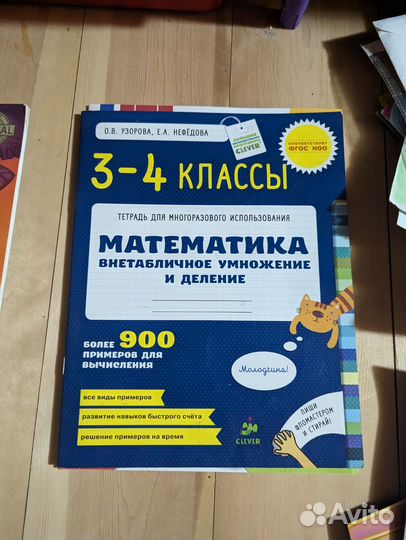 О.В. УЗОРОВА, Е.А. НЕФЁДОВА
CLEVER
СООТВЕТСТВУЕТ
ФГОС НОО
3-4 КЛАССЫ
ТЕТРАДЬ ДЛЯ МНОГОРАЗОВОГО ИСПОЛЬЗОВАНИЯ
МАТЕМАТИКА
ВНЕТАБЛИЧНОЕ УМНОЖЕНИЕ
И ДЕЛЕНИЕ
БОЛЕЕ 900
ПРИМЕРОВ ДЛЯ
ВЫЧИСЛЕНИЯ
Молодчина!
все виды примеров
развитие навыков быстрого счёта
решение примеров на время
CLEVER
ПИШИ
ФЛОМАСТЕРОМ
И СТИРАЙ!
Avito